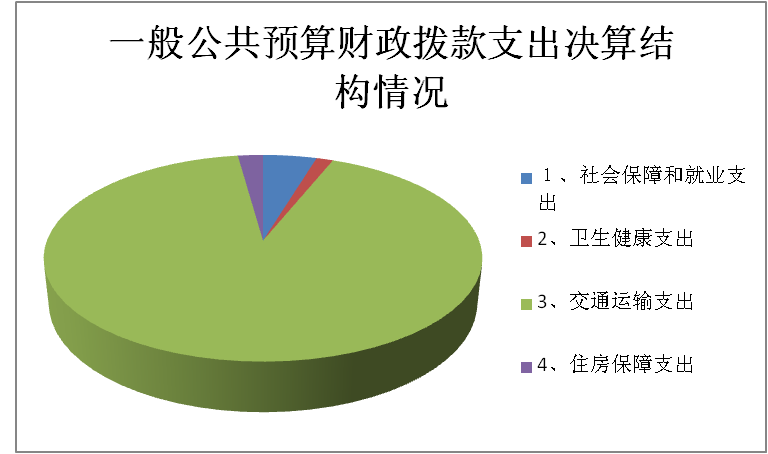 一般公共预算财政拨款支出决算结
构情况
１、社会保障和就业支
出
2、卫生健康支出
3、交通运输支出
4、住房保障支出